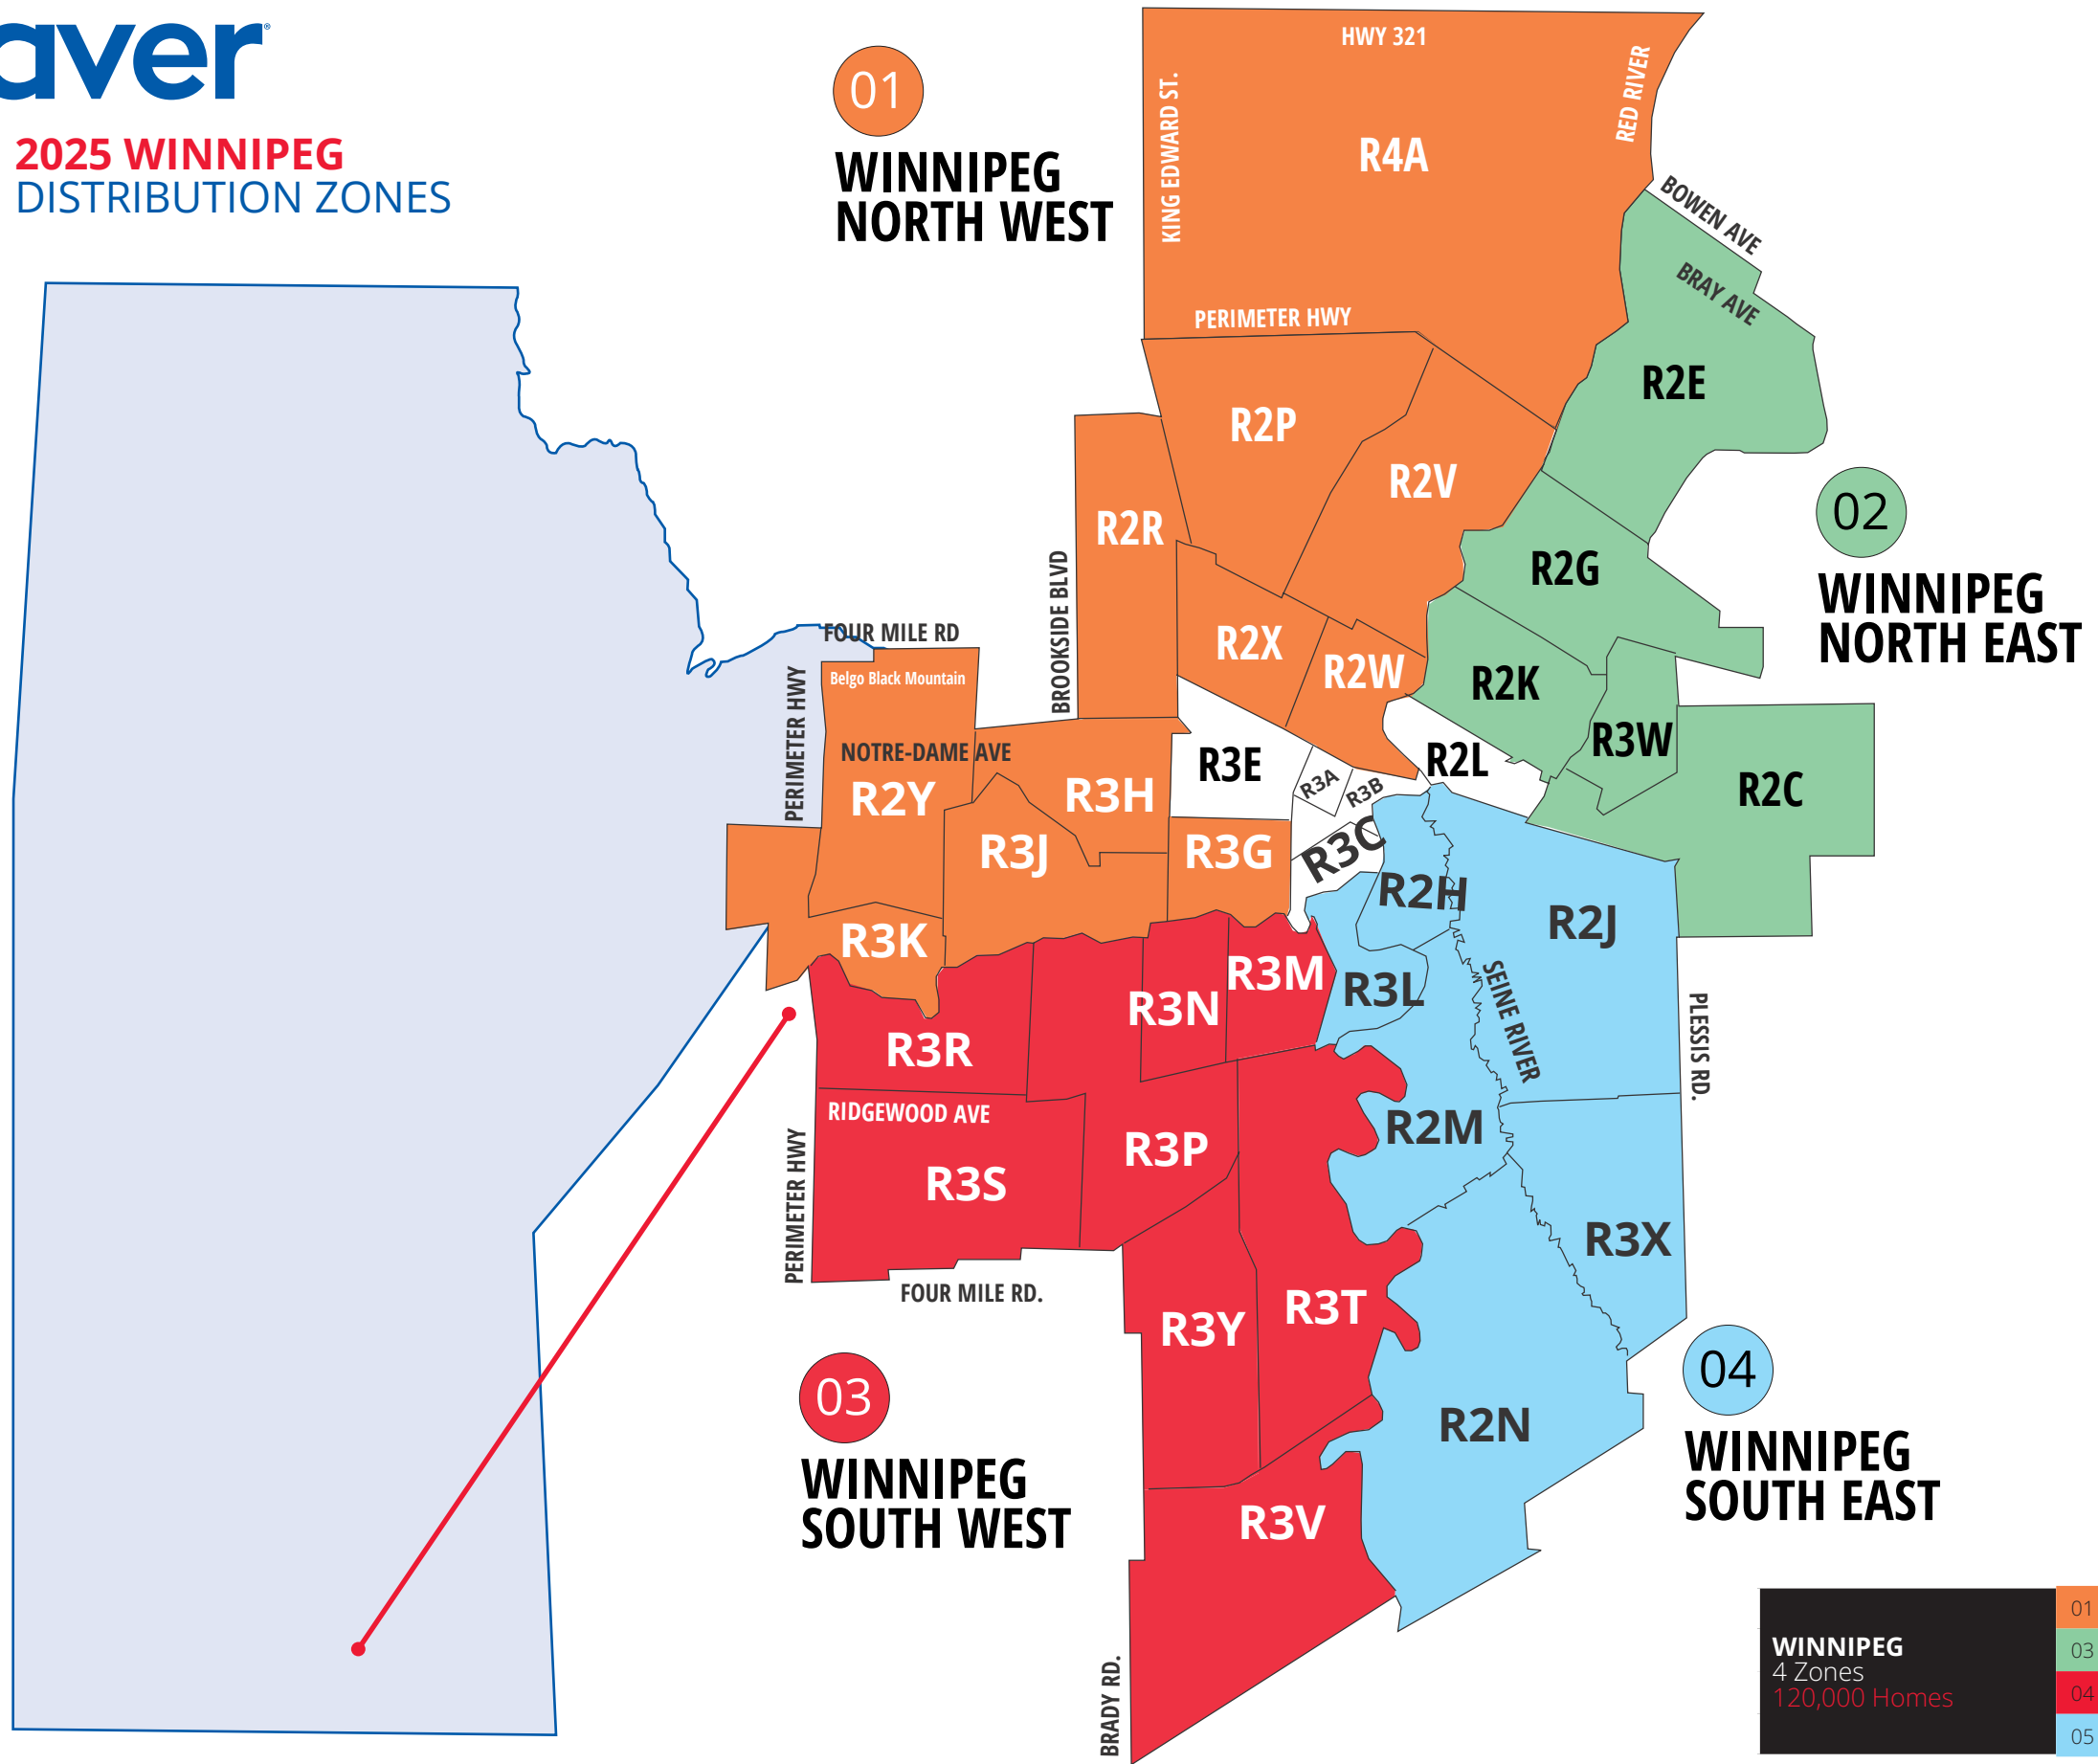 aver®
2025 WINNIPEG
DISTRIBUTION ZONES
01
WINNIPEG
NORTH WEST
HWY 321
KING EDWARD ST.
RED RIVER
R4A
BOWEN AVE
BRAY AVE
PERIMETER HWY
R2E
R2P
R2V
R2R
02
WINNIPEG
NORTH EAST
R2G
BROOKSIDE BLVD
FOUR MILE RD
R2X
R2W
R2K
Belgo Black Mountain
PERIMETER HWY
NOTRE-DAME AVE
R3E
R2L
R3W
R2C
R2Y
R3H
R3A
R3B
R3J
R3G
R3C
R2H
R2J
R3K
R3M
R3L
R3N
SEINE RIVER
PLESSIS RD.
R3R
RIDGEWOOD AVE
R2M
R3P
R3S
PERIMETER HWY
R3X
FOUR MILE RD.
R3T
R3Y
03
WINNIPEG
SOUTH WEST
04
WINNIPEG
SOUTH EAST
R2N
R3V
BRADY RD.
WINNIPEG
4 Zones
120,000 Homes
01
03
04
05